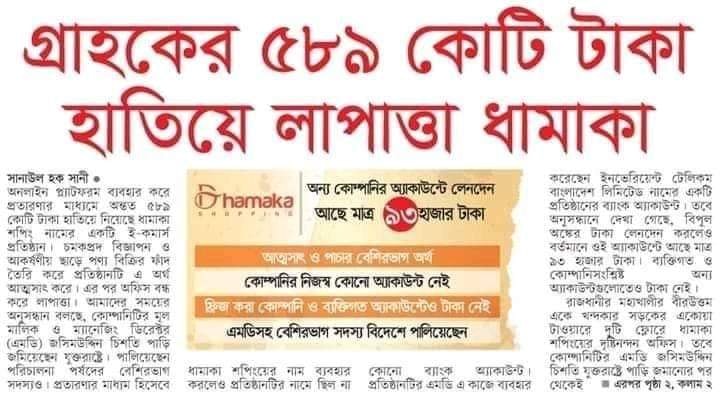 গ্রাহকের ৫৮৯ কোটি টাকা
হাতিয়ে লাপাত্তা ধামাকা
সানাউল হক সানী ●
অনলাইন প্ল্যাটফরম ব্যবহার করে
প্রতারণার মাধ্যমে অন্তত ৫৮৯
কোটি টাকা হাতিয়ে নিয়েছে ধামাকা
শপিং নামের একটি ই-কমার্স
প্রতিষ্ঠান। চমকপ্রদ বিজ্ঞাপন ও
আকর্ষণীয় ছাড়ে পণ্য বিক্রির ফাঁদ
তৈরি করে প্রতিষ্ঠানটি এ অর্থ
আত্মসাৎ করে। এর পর অফিস বন্ধ
করে লাপাত্তা। আমাদের সময়ের
অনুসন্ধান বলছে, কোম্পানিটির মূল
মালিক ও ম্যানেজিং ডিরেক্টর
(এমডি) জসিমউদ্দিন চিশতি পাড়ি
জমিয়েছেন যুক্তরাষ্ট্রে। পালিয়েছেন
পরিচালনা পর্ষদের বেশিরভাগ
সদস্যও। প্রতারণার মাধ্যম হিসেবে
Dhamaka
SHOPPING
অন্য কোম্পানির অ্যাকাউন্টে লেনদেন
আছে মাত্র ৯৩ হাজার টাকা
আত্মসাৎ ও পাচার বেশিরভাগ অর্থ
কোম্পানির নিজস্ব কোনো অ্যাকাউন্ট নেই
ফ্রিজ করা কোম্পানি ও ব্যক্তিগত অ্যাকাউন্টেও টাকা নেই
এমডিসহ বেশিরভাগ সদস্য বিদেশে পালিয়েছেন
ধামাকা শপিংয়ের নাম ব্যবহার
করলেও প্রতিষ্ঠানটির নামে ছিল না
কোনো ব্যাংক অ্যাকাউন্ট।
প্রতিষ্ঠানটির এমডি এ কাজে ব্যবহার
করেছেন ইনভেরিয়েন্ট টেলিকম
বাংলাদেশ লিমিটেড নামের একটি
প্রতিষ্ঠানের ব্যাংক অ্যাকাউন্ট। তবে
অনুসন্ধানে দেখা গেছে, বিপুল
অঙ্কের টাকা লেনদেন করলেও
বর্তমানে ওই অ্যাকাউন্টে আছে মাত্র
৯৩ হাজার টাকা। ব্যক্তিগত ও
কোম্পানিসংশ্লিষ্ট অন্য
অ্যাকাউন্টগুলোতেও টাকা নেই।
রাজধানীর মহাখালীর বীরউত্তম
একে খন্দকার সড়কের একোয়া
টাওয়ারে দুটি ফ্লোরে ধামাকা
শপিংয়ের দৃষ্টিনন্দন অফিস। তবে
কোম্পানিটির এমডি জসিমউদ্দিন
চিশতি যুক্তরাষ্ট্রে পাড়ি জমানোর পর
থেকেই ■ এরপর পৃষ্ঠা ২, কলাম ২